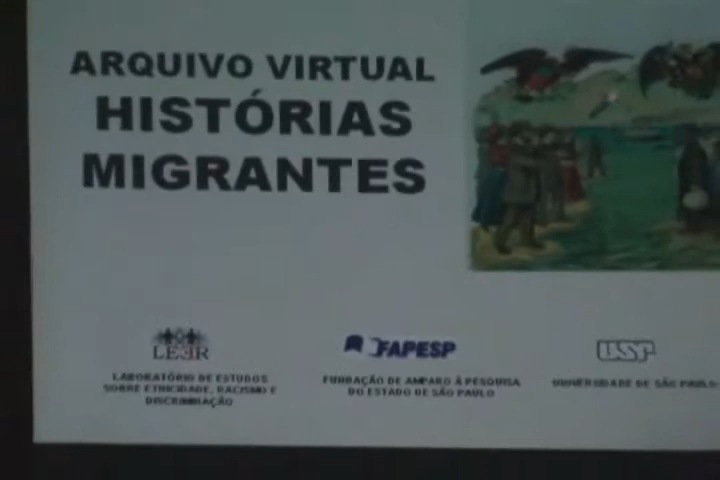 ARQUIVO VIRTUAL
HISTÓRIAS
MIGRANTES
LEER
LABORATÓRIO DE ESTUDOS
SOBRE ETNICIDADE, RACISMO E
DISCRIMINAÇÃO
FAPESP
FUNDAÇÃO DE AMPARO À PESQUISA
DO ESTADO DE SÃO PAULO
USP
UNIVERSIDADE DE SÃO PAULO